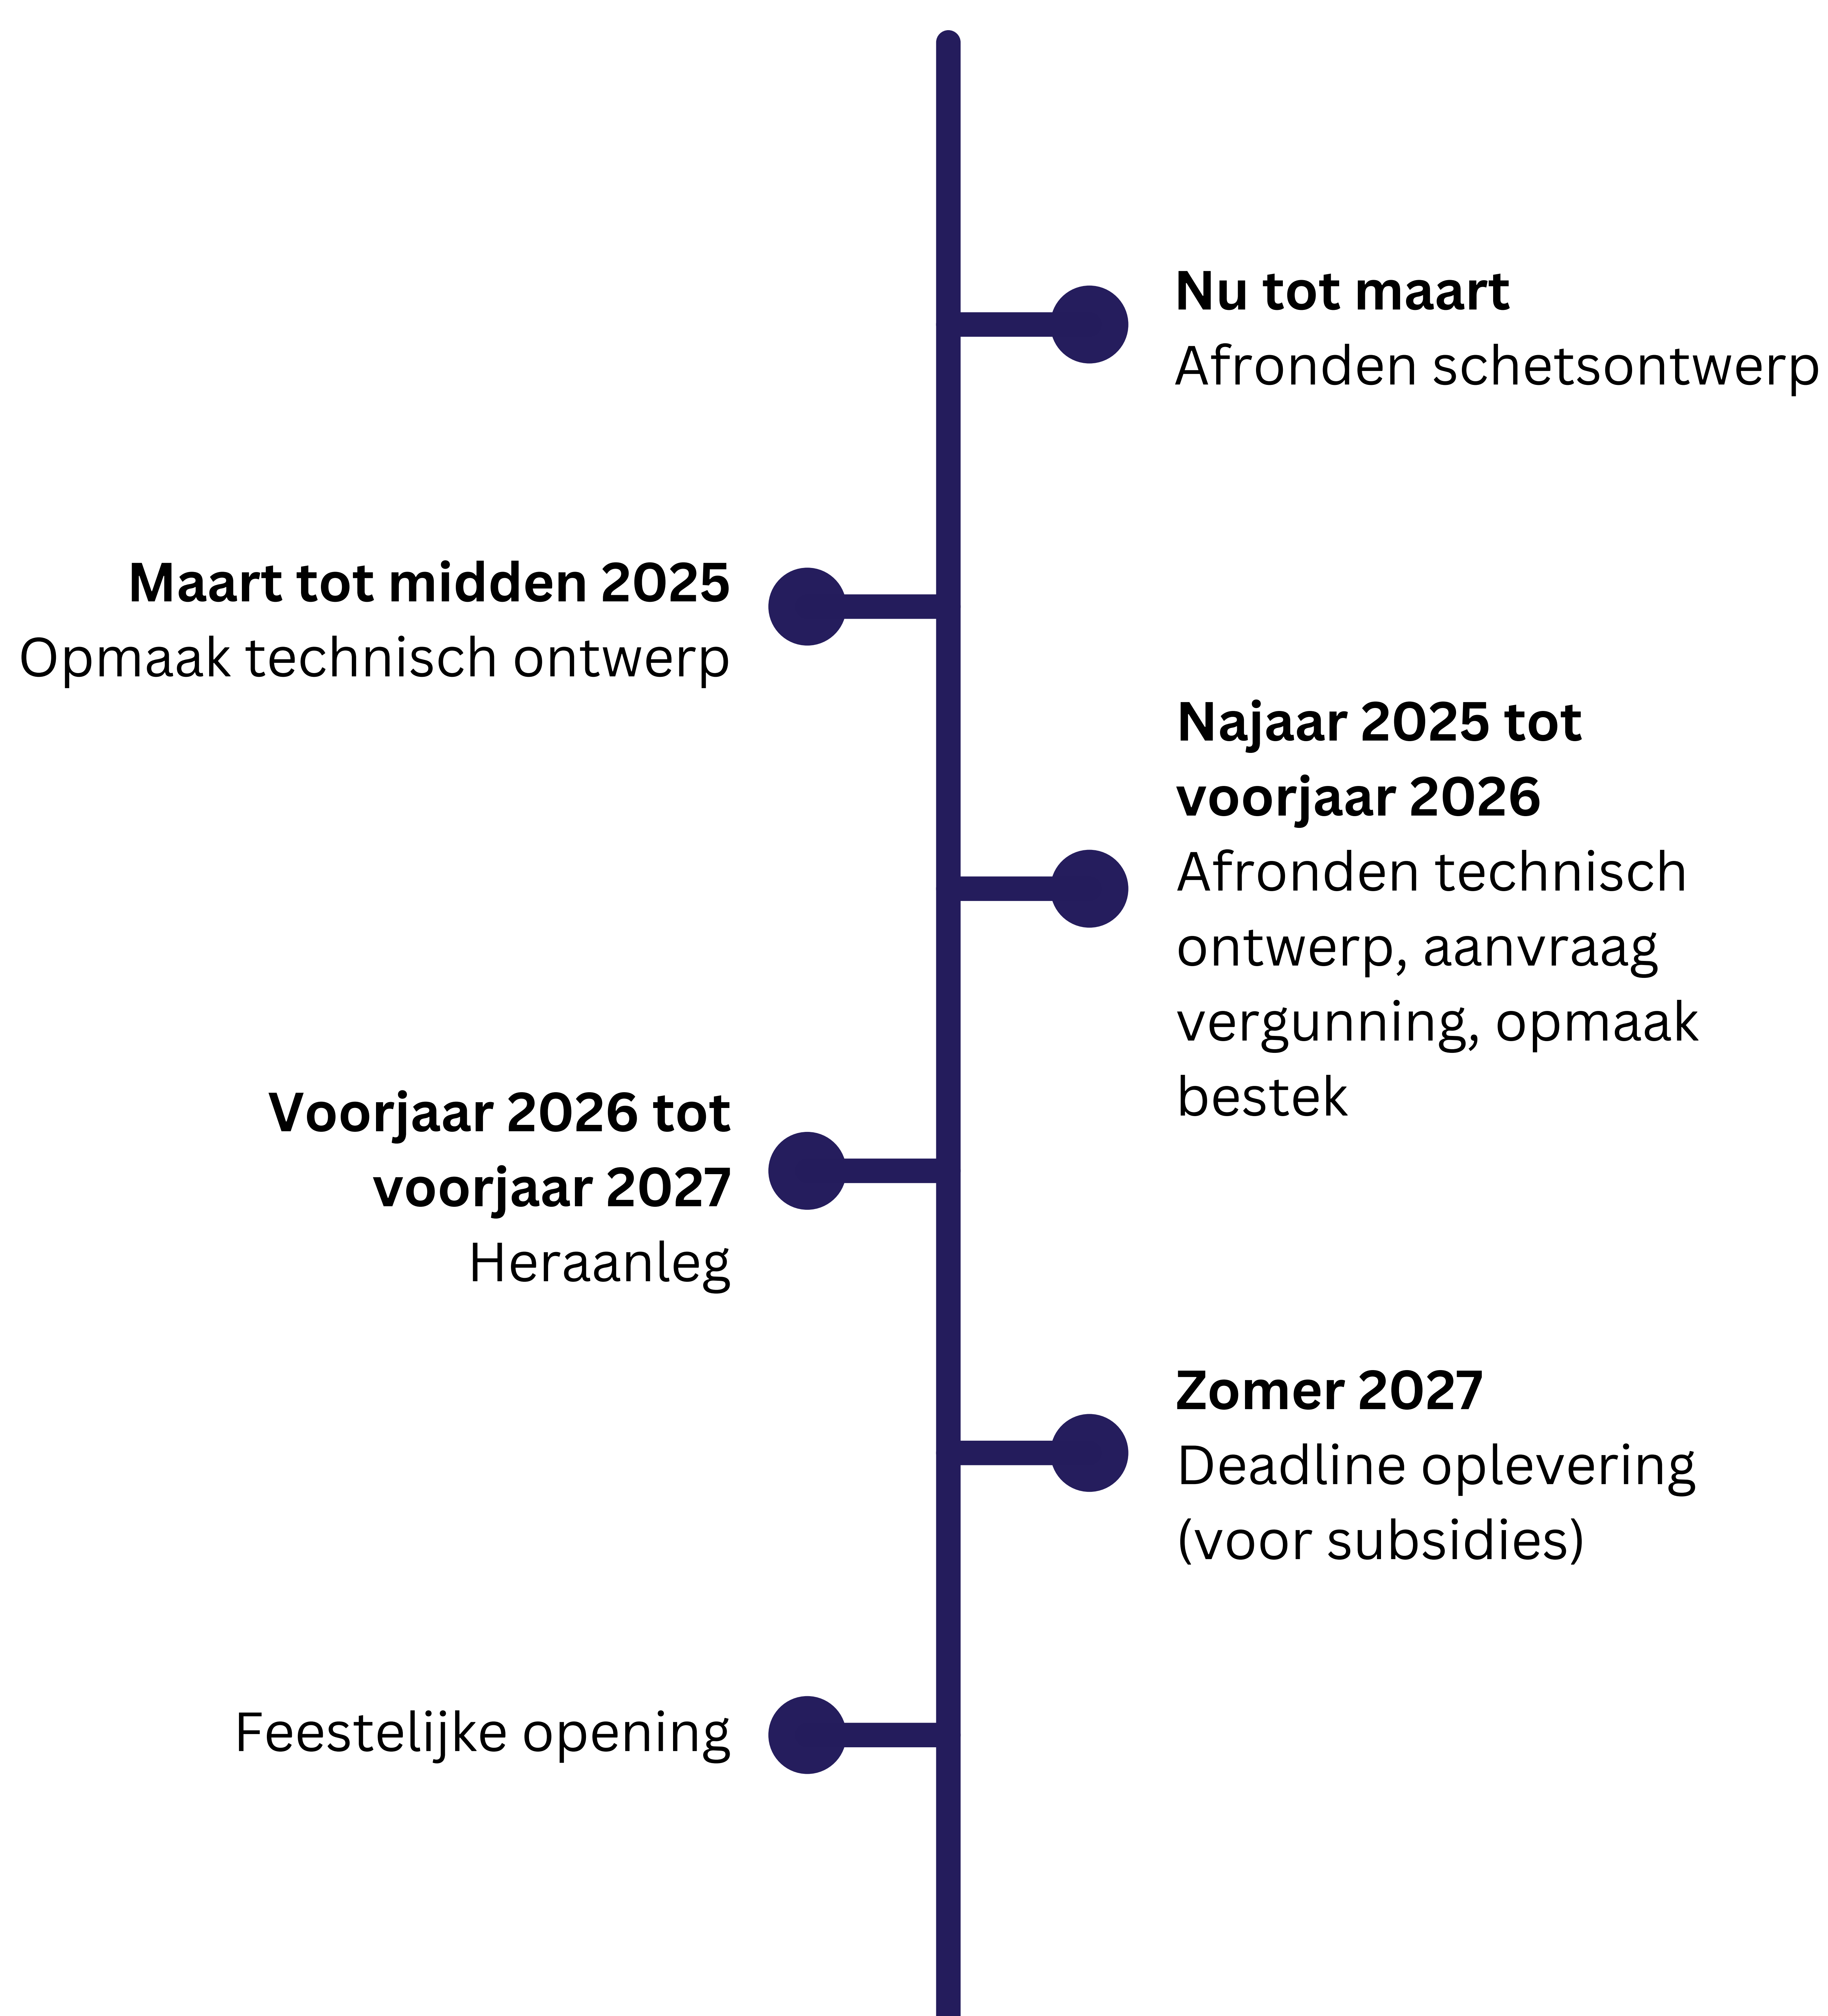 Nu tot maart
Afronden schetsontwerp
Maart tot midden 2025
Opmaak technisch ontwerp
Najaar 2025 tot
voorjaar 2026
Afronden technisch
ontwerp, aanvraag
vergunning, opmaak
bestek
Voorjaar 2026 tot
voorjaar 2027
Heraanleg
Zomer 2027
Deadline oplevering
(voor subsidies)
Feestelijke opening